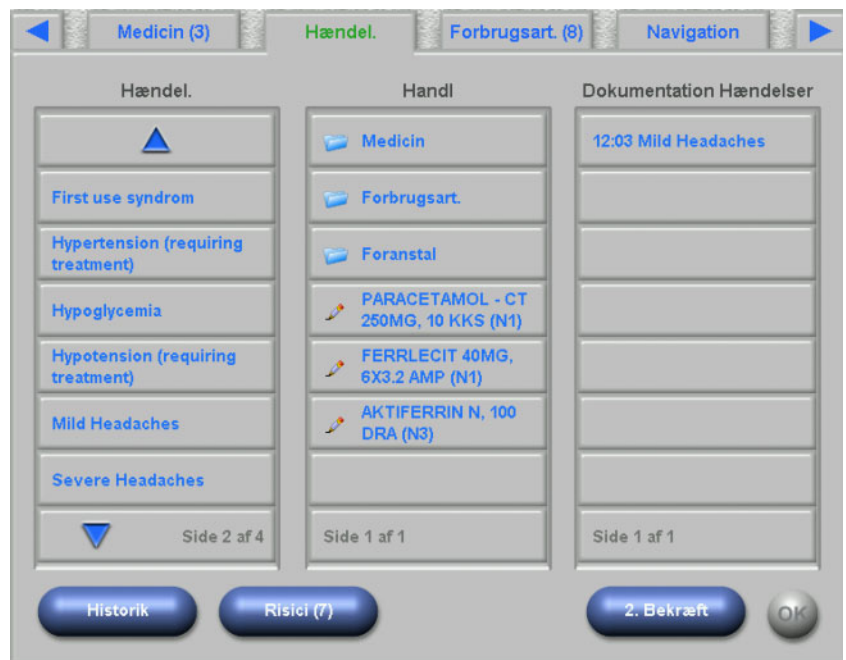 Medicin (3)
Hændel.
Forbrugsart. (8)
Navigation
Hændel.
First use syndrom
Hypertension (requiring
treatment)
Hypoglycemia
Hypotension (requiring
treatment)
Mild Headaches
Severe Headaches
Side 2 af 4
Handl
Medicin
Forbrugsart.
Foranstal
PARACETAMOL - CT
250MG, 10 KKS (N1)
FERRLECIT 40MG,
6X3.2 AMP (N1)
AKTIFERRIN N, 100
DRA (N3)
Side 1 af 1
Dokumentation Hændelser
12:03 Mild Headaches
Side 1 af 1
Historik
Risici (7)
2. Bekræft
OK